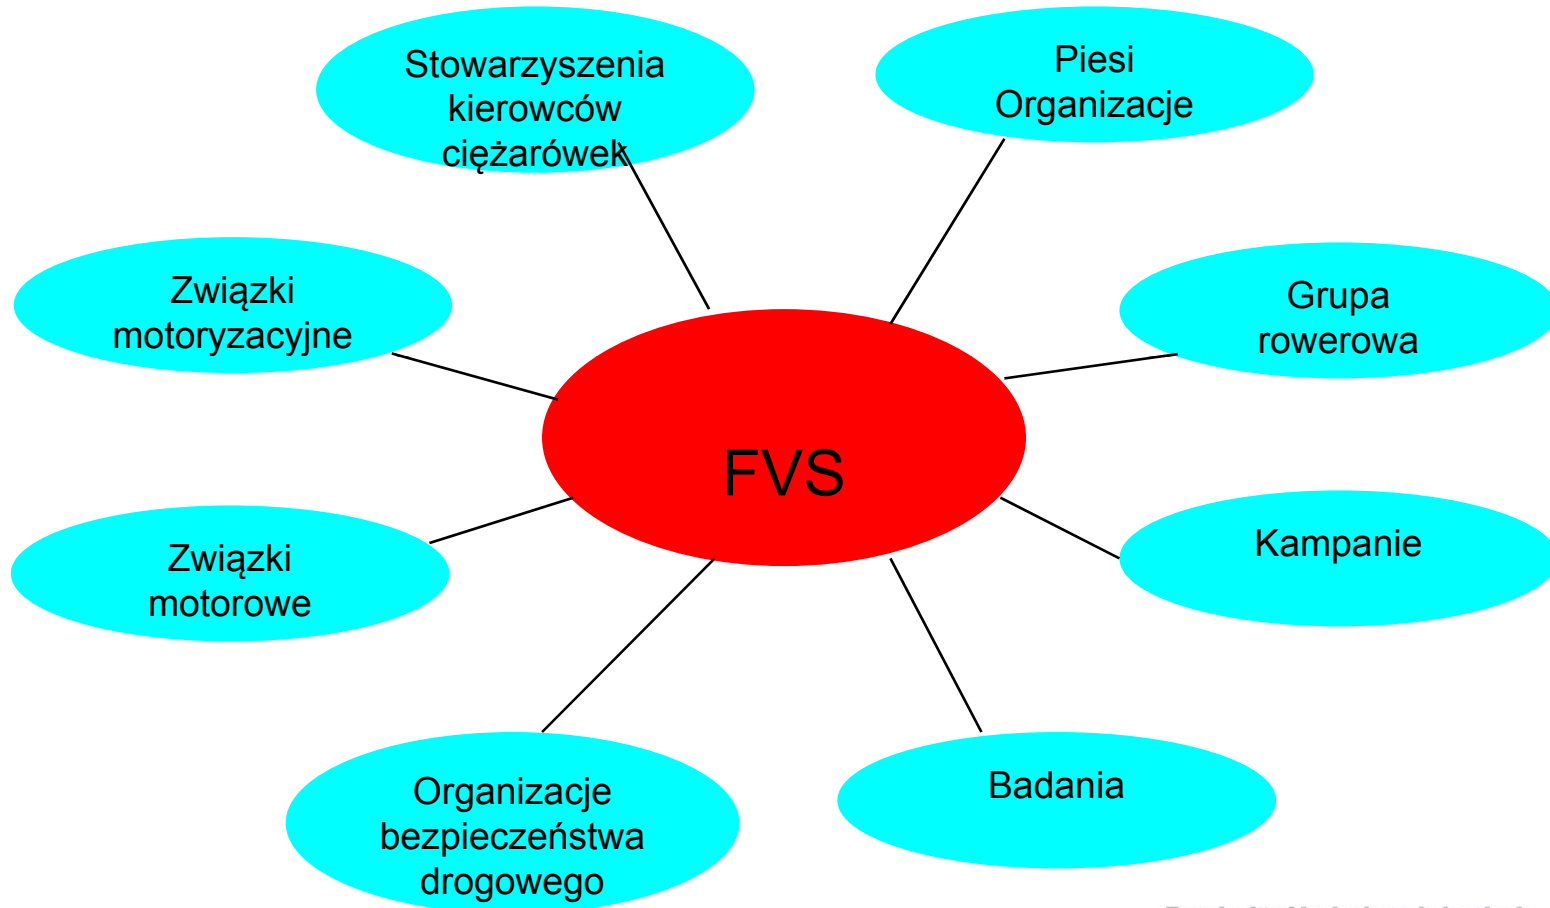 Stowarzyszenia
kierowców
ciężarówek
Piesi
Organizacje
Związki
motoryzacyjne
Grupa
rowerowa
FVS
Związki
motorowe
Kampanie
Organizacje
bezpieczeństwa
drogowego
Badania